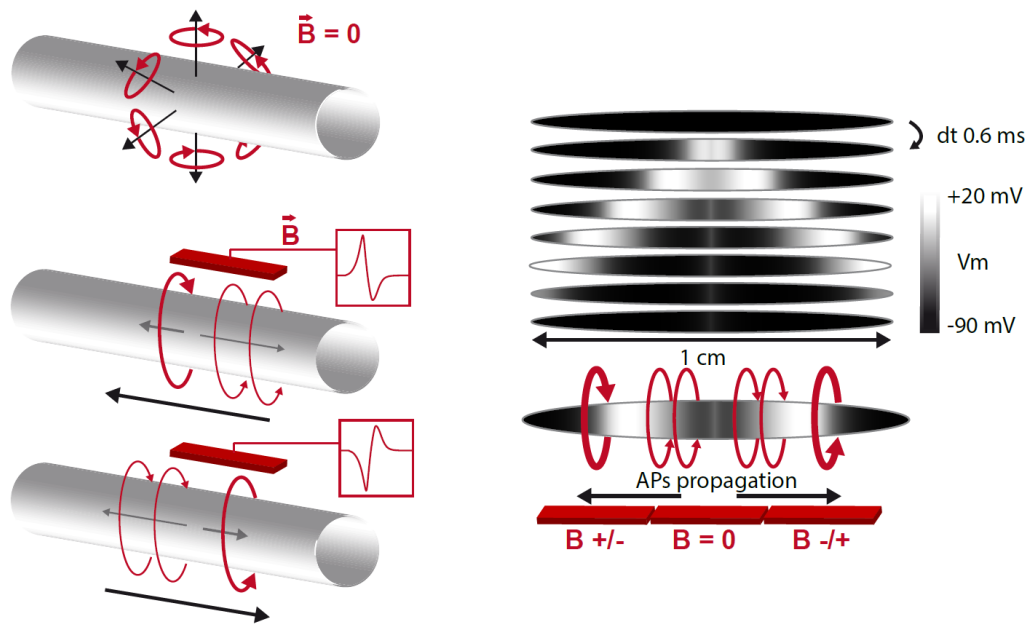 B = 0
B
dt 0.6 ms
+20 mV
Vm
-90 mV
1 cm
APs propagation
B +/-
B = 0
B -/+